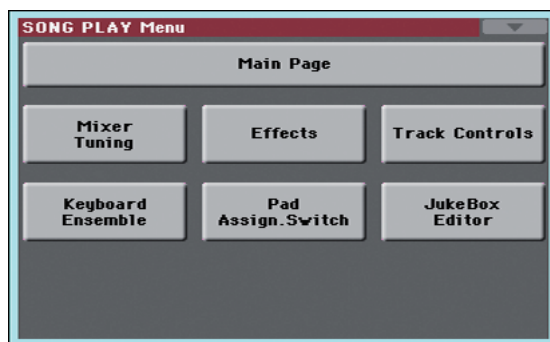 SONG PLAY Menu
Main Page
Mixer
Tuning
Effects
Track Controls
Keyboard
Ensemble
Pad
Assign.Switch
JukeBox
Editor